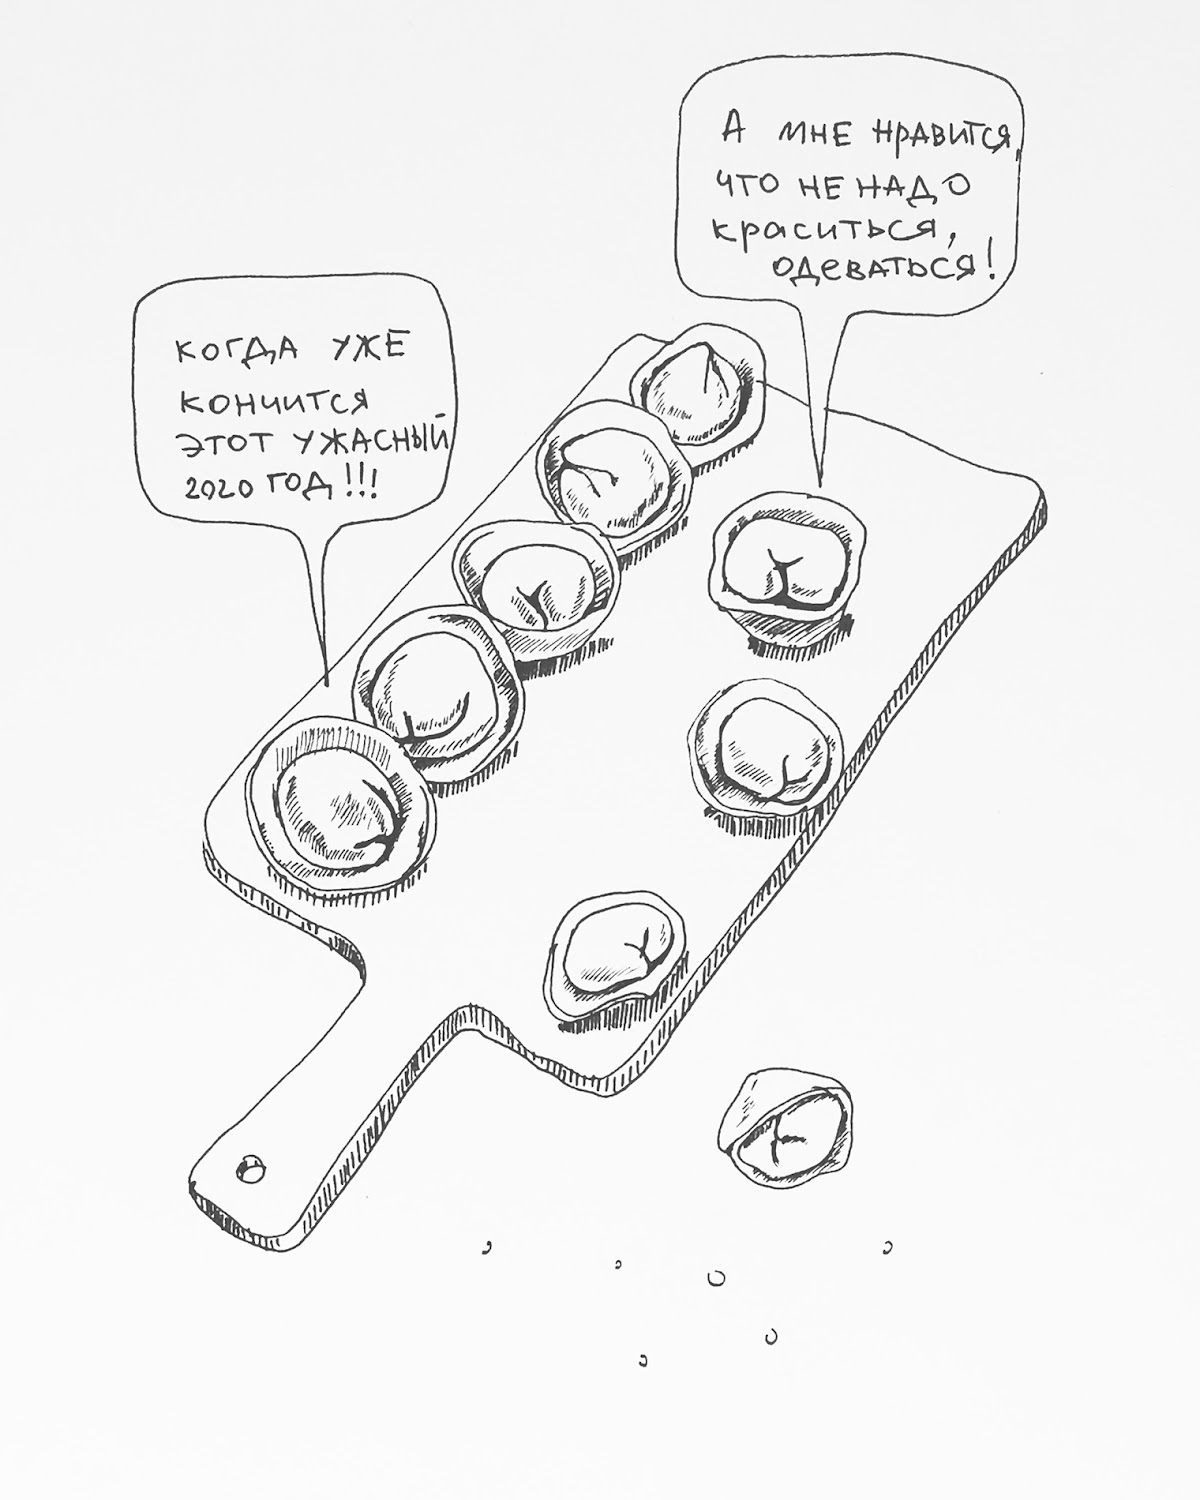 КОГДА УЖЕ
КОНЧИТСЯ
ЭТОТ УЖАСНЫЙ
2020 ГОД!!!
А МНЕ НРАВИТСЯ,
ЧТО НЕ НАДО
красиТЬСЯ,
ОДЕВАТЬСЯ!